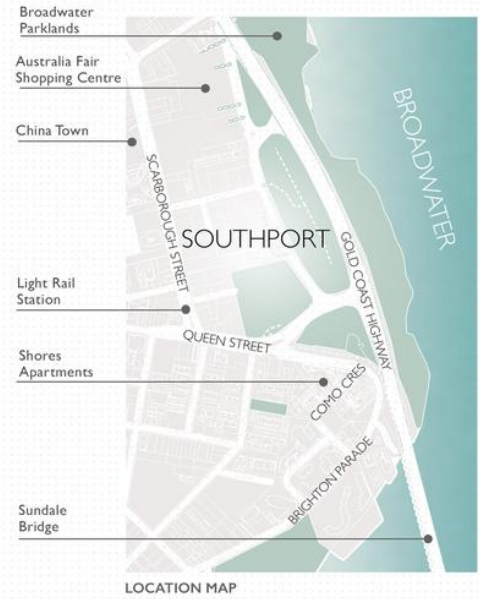 Broadwater
Parklands
Australia Fair
Shopping Centre
China Town
Light Rail
Station
Shores
Apartments
Sundale
Bridge
BROADWATER
SCARBOROUGH STREET
SOUTHPORT
GOLD COAST HIGHWAY
QUEEN STREET
COMO CRES
BRIGHTON PARADE
LOCATION MAP